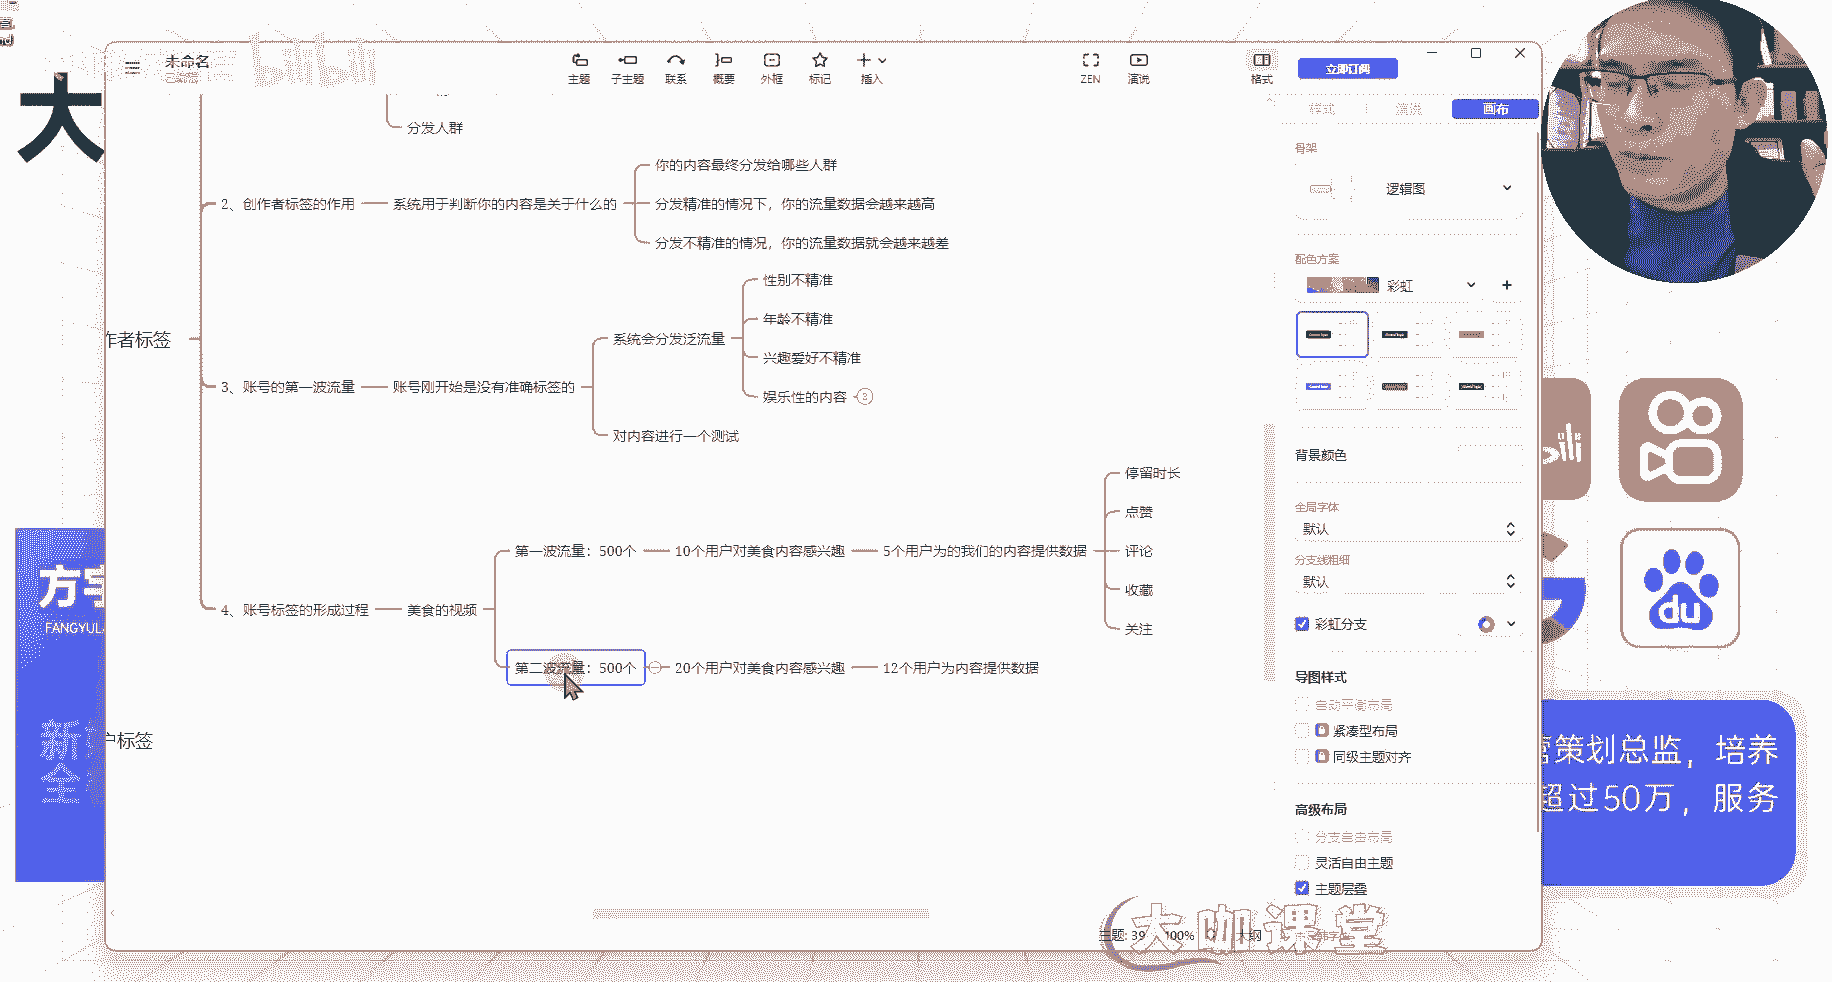 大
未命名
已编辑
bilibili
主题
子主题
联系
概要
外框
标记
插入
ZEN
演说
格式
立即订阅
样式
演说
画布
分发人群
2、创作者标签的作用
系统用于判断你的内容是关于什么的
你的内容最终分发给哪些人群
分发精准的情况下，你的流量数据会越来越高
分发不精准的情况，你的流量数据就会越来越差
作者标签
3、账号的第一波流量
账号刚开始是没有准确标签的
系统会分发泛流量
性别不精准
年龄不精准
兴趣爱好不精准
娱乐性的内容
2
对内容进行一个测试
4、账号标签的形成过程
美食的视频
第一波流量：500个
10个用户对美食内容感兴趣
5个用户为的我们的内容提供数据
停留时长
点赞
评论
收藏
关注
第二波流量：500个
20个用户对美食内容感兴趣
12个用户为内容提供数据
户标签
骨架
逻辑图
配色方案
彩虹
背景颜色
全局字体
默认
分支线粗细
默认
彩虹分支
导图样式
自动平衡布局
紧凑型布局
同级主题对齐
高级布局
分支自由布局
灵活自由主题
主题层叠
主题: 39
100%
大纲
大咖课堂
方宇
FANGYUL
新
全
du
营策划总监，培养
超过50万，服务